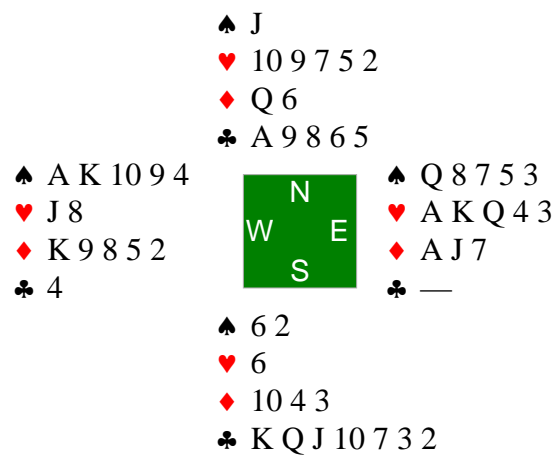 ♠ J
♥ 10 9 7 5 2
♦ Q 6
♣ A 9 8 6 5
♠ A K 10 9 4
♥ J 8
♦ K 9 8 5 2
♣ 4
N
W E
S
♠ Q 8 7 5 3
♥ A K Q 4 3
♦ A J 7
♣ —
♠ 6 2
♥ 6
♦ 10 4 3
♣ K Q J 10 7 3 2